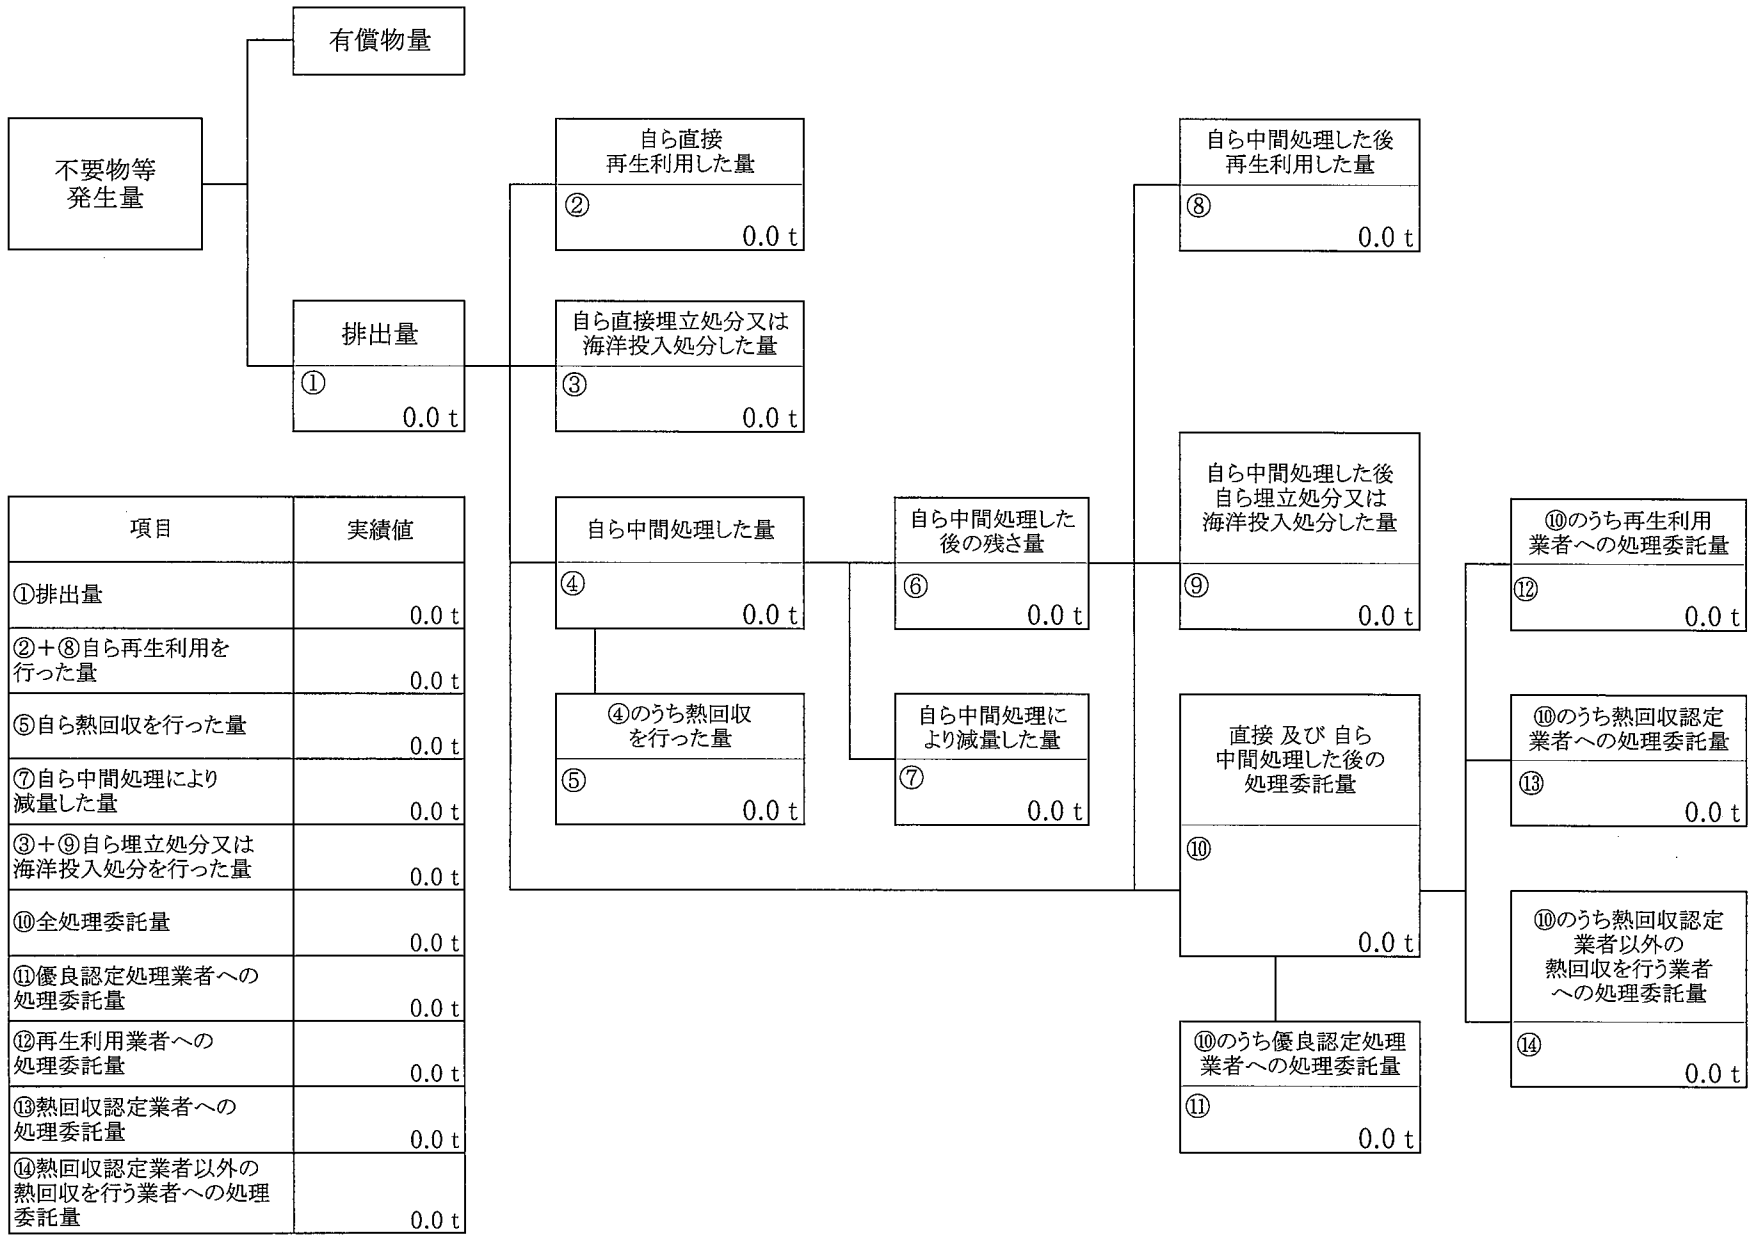 有償物量
不要物等
発生量
排出量
①
0.0 t
自ら直接
再生利用した量
②
0.0 t
自ら直接埋立処分又は
海洋投入処分した量
③
0.0 t
自ら中間処理した量
④
0.0 t
④のうち熱回収
を行った量
⑤
0.0 t
自ら中間処理した
後の残さ量
⑥
0.0 t
自ら中間処理に
より減量した量
⑦
0.0 t
自ら中間処理した後
再生利用した量
⑧
0.0 t
自ら中間処理した後
自ら埋立処分又は
海洋投入処分した量
⑨
0.0 t
直接 及び 自ら
中間処理した後の
処理委託量
⑩
0.0 t
⑩のうち優良認定処理
業者への処理委託量
⑪
0.0 t
⑩のうち再生利用
業者への処理委託量
⑫
0.0 t
⑩のうち熱回収認定
業者への処理委託量
⑬
0.0 t
⑩のうち熱回収認定
業者以外の
熱回収を行う業者
への処理委託量
⑭
0.0 t
項目 実績値
①排出量
0.0 t
②＋⑧自ら再生利用を
行った量
0.0 t
⑤自ら熱回収を行った量
0.0 t
⑦自ら中間処理により
減量した量
0.0 t
③＋⑨自ら埋立処分又は
海洋投入処分を行った量
0.0 t
⑩全処理委託量
0.0 t
⑪優良認定処理業者への
処理委託量
0.0 t
⑫再生利用業者への
処理委託量
0.0 t
⑬熱回収認定業者への
処理委託量
0.0 t
⑭熱回収認定業者以外の
熱回収を行う業者への処理
委託量
0.0 t